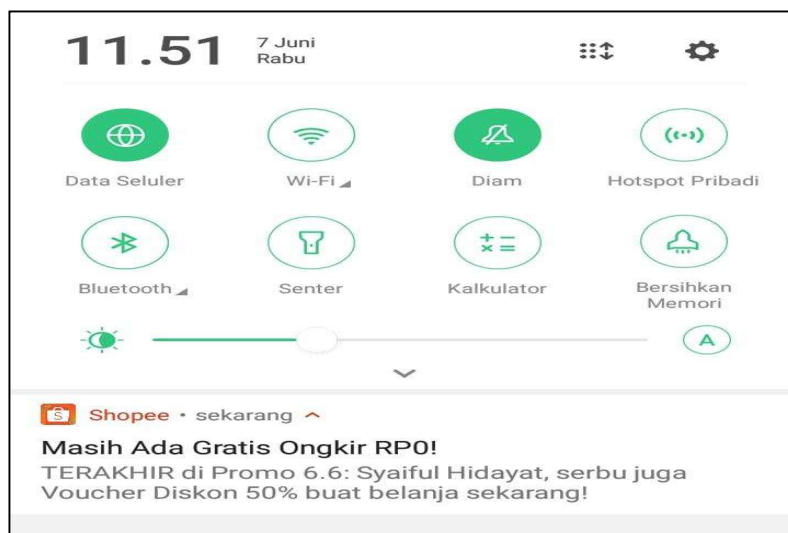 11.51
7 Juni
Rabu
Data Seluler
Wi-Fi
Diam
Hotspot Pribadi
Bluetooth
Senter
Kalkulator
Bersihkan
Memori
A
Shopee • sekarang
Masih Ada Gratis Ongkir RP0!
TERAKHIR di Promo 6.6: Syaiful Hidayat, serbu juga
Voucher Diskon 50% buat belanja sekarang!